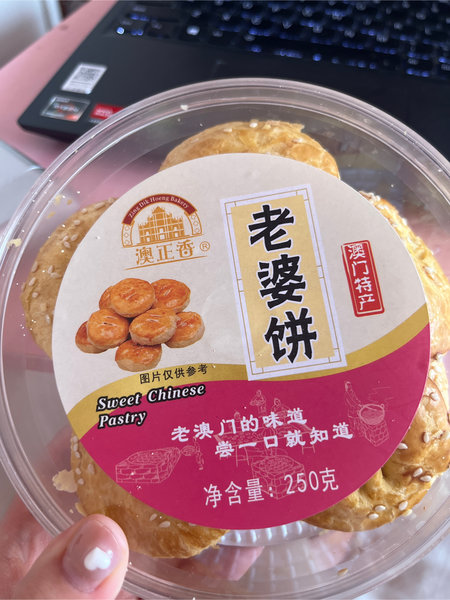 Zing Dik Hoeng Bakery
澳正香®
老婆饼
澳门特产
图片仅供参考
Sweet Chinese
Pastry
老澳门的味道
尝一口就知道
净含量：250克